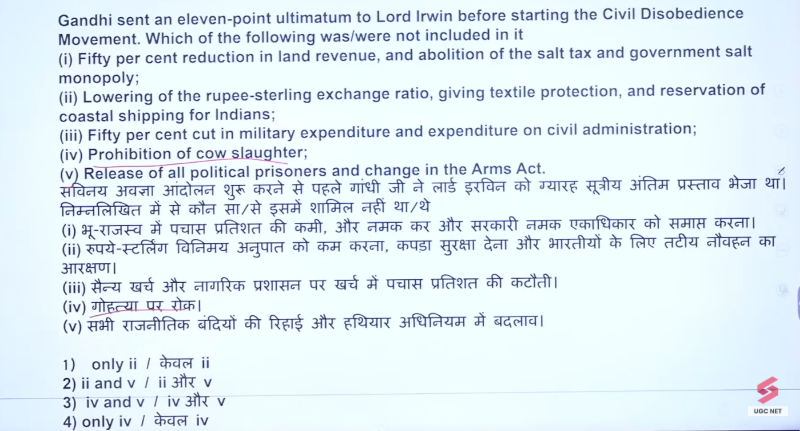 Gandhi sent an eleven-point ultimatum to Lord Irwin before starting the Civil Disobedience
Movement. Which of the following was/were not included in it
(i) Fifty per cent reduction in land revenue, and abolition of the salt tax and government salt
monopoly;
(ii) Lowering of the rupee-sterling exchange ratio, giving textile protection, and reservation of
coastal shipping for Indians;
(iii) Fifty per cent cut in military expenditure and expenditure on civil administration;
(iv) Prohibition of cow slaughter;
(v) Release of all political prisoners and change in the Arms Act.
सविनय अवज्ञा आंदोलन शुरू करने से पहले गांधी जी ने लार्ड इरविन को ग्यारह सूत्रीय अंतिम प्रस्ताव भेजा था।
निम्नलिखित में से कौन सा/से इसमें शामिल नहीं था/थे
(i) भू-राजस्व में पचास प्रतिशत की कमी, और नमक कर और सरकारी नमक एकाधिकार को समाप्त करना।
(ii) रुपये-स्टर्लिंग विनिमय अनुपात को कम करना, कपड़ा सुरक्षा देना और भारतीयों के लिए तटीय नौवहन का
आरक्षण।
(iii) सैन्य खर्च और नागरिक प्रशासन पर खर्च में पचास प्रतिशत की कटौती।
(iv) गोहत्या पर रोक।
(v) सभी राजनीतिक बंदियों की रिहाई और हथियार अधिनियम में बदलाव।
1) only ii / केवल ii
2) ii and v / ii और v
3) iv and v / iv और v
4) only iv / केवल iv
UGC NET